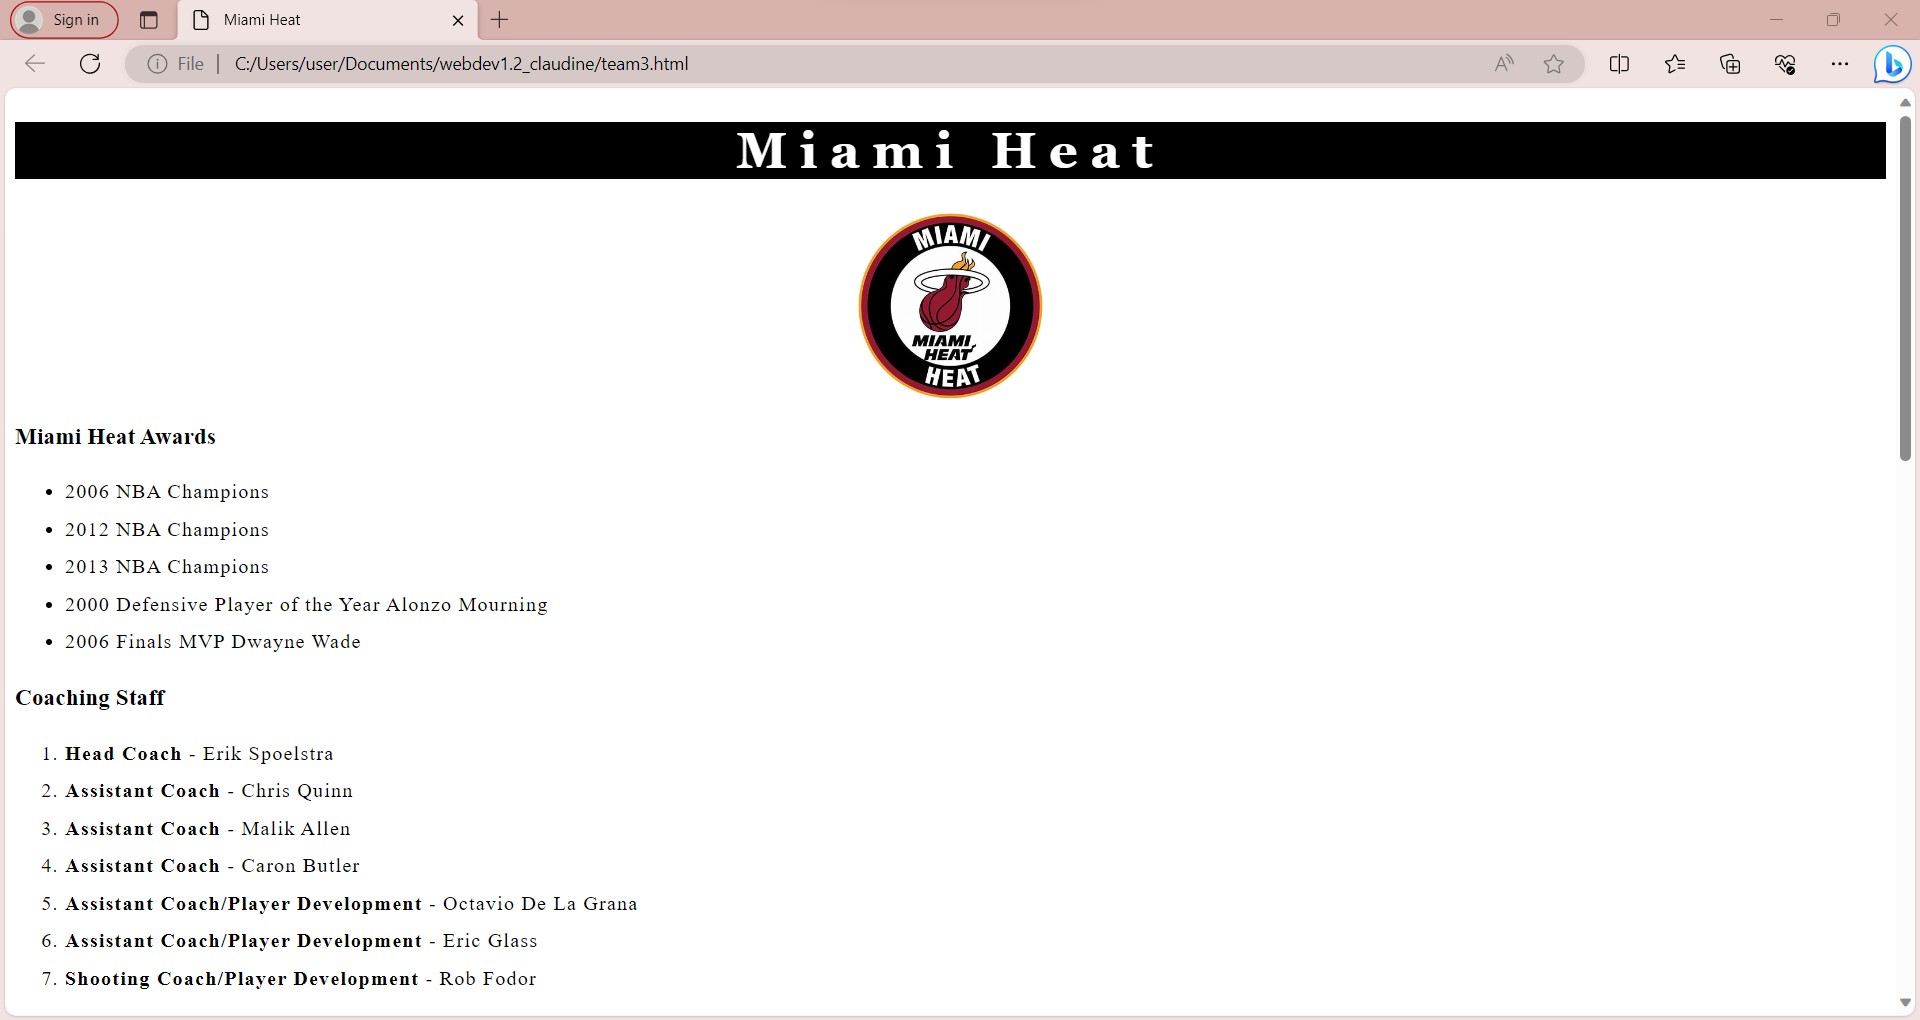 Sign in
Miami Heat
File
C:/Users/user/Documents/webdev1.2_claudine/team3.html
Miami Heat
MIAMI
MIAMI
HEAT
HEAT
Miami Heat Awards
• 2006 NBA Champions
• 2012 NBA Champions
• 2013 NBA Champions
• 2000 Defensive Player of the Year Alonzo Mourning
• 2006 Finals MVP Dwayne Wade
Coaching Staff
1. Head Coach - Erik Spoelstra
2. Assistant Coach - Chris Quinn
3. Assistant Coach - Malik Allen
4. Assistant Coach - Caron Butler
5. Assistant Coach/Player Development - Octavio De La Grana
6. Assistant Coach/Player Development - Eric Glass
7. Shooting Coach/Player Development - Rob Fodor